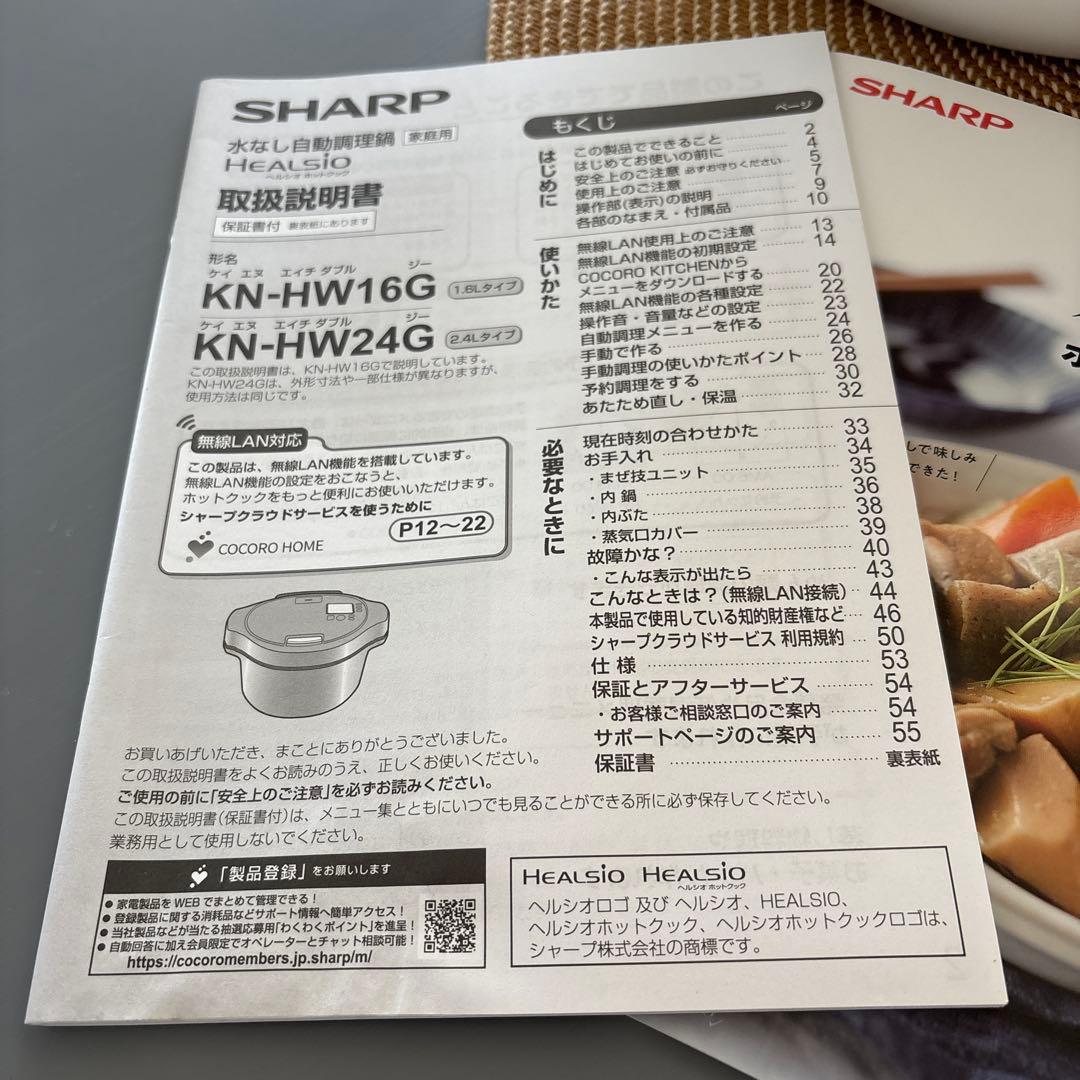 SHARP
水なし自動調理鍋 家庭用
HEALSiO
ヘルシオ ホットクック
取扱説明書
保証書付 裏表紙にあります
形名
ケイ エヌ エイチ ダブル ジー
KN-HW16G 1.6Lタイプ
ケイ エヌ エイチ ダブル ジー
KN-HW24G 2.4Lタイプ
この取扱説明書は、KN-HW16Gで説明しています。
KN-HW24Gは、外形寸法や一部仕様が異なりますが、
使用方法は同じです。
無線LAN対応
この製品は、無線LAN機能を搭載しています。
無線LAN機能の設定をおこなうと、
ホットクックをもっと便利にお使いいただけます。
シャープクラウドサービスを使うために
P12～22
COCORO HOME
もくじ ページ
はじめに
この製品でできること 2
はじめてお使いの前に 4
安全上のご注意 必ずお守りください 5
使用上のご注意 7
操作部(表示)の説明 9
各部のなまえ・付属品 10
使いかた
無線LAN使用上のご注意 13
無線LAN機能の初期設定 14
COCORO KITCHENから
メニューをダウンロードする 20
無線LAN機能の各種設定 22
操作音・音量などの設定 23
自動調理メニューを作る 24
手動で作る 26
手動調理の使いかたポイント 28
予約調理をする 30
あたため直し・保温 32
必要なときに
現在時刻の合わせかた 33
お手入れ 34
・まぜ技ユニット 35
・内鍋 36
・内ぶた 38
・蒸気口カバー 39
故障かな？ 40
・こんな表示が出たら 43
こんなときは？(無線LAN接続) 44
本製品で使用している知的財産権など 46
シャープクラウドサービス 利用規約 50
仕様 53
保証とアフターサービス 54
・お客様ご相談窓口のご案内 54
サポートページのご案内 55
保証書 裏表紙
お買いあげいただき、まことにありがとうございました。
この取扱説明書をよくお読みのうえ、正しくお使いください。
ご使用の前に「安全上のご注意」を必ずお読みください。
この取扱説明書(保証書付)は、メニュー集とともにいつでも見ることができる所に必ず保存してください。
業務用として使用しないでください。
「製品登録」をお願いします
●家電製品をWEBでまとめて管理できる！
●登録製品に関する消耗品などサポート情報へ簡単アクセス！
●当社製品などが当たる抽選応募用「わくわくポイント」を進呈！
●自動回答に加え会員限定でオペレーターとチャット相談可能！
https://cocoromembers.jp.sharp/m/
HEALSiO HEALSiO
ヘルシオ ホットクック
ヘルシオロゴ 及び ヘルシオ、HEALSIO、
ヘルシオホットクック、ヘルシオホットクックロゴは、
シャープ株式会社の商標です。
SHARP
しで味しみ
できた！